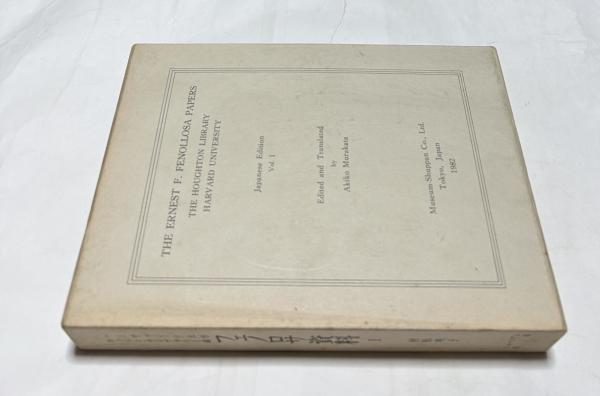 THE ERNEST F. FENOLLOSA PAPERS
THE HOUGHTON LIBRARY
HARVARD UNIVERSITY
Japanese Edition
Vol. I
Edited and Translated
by
Akiko Murakata
Museum Shuppan Co., Ltd.
Tokyo, Japan
1982
フェノロサ資料 I